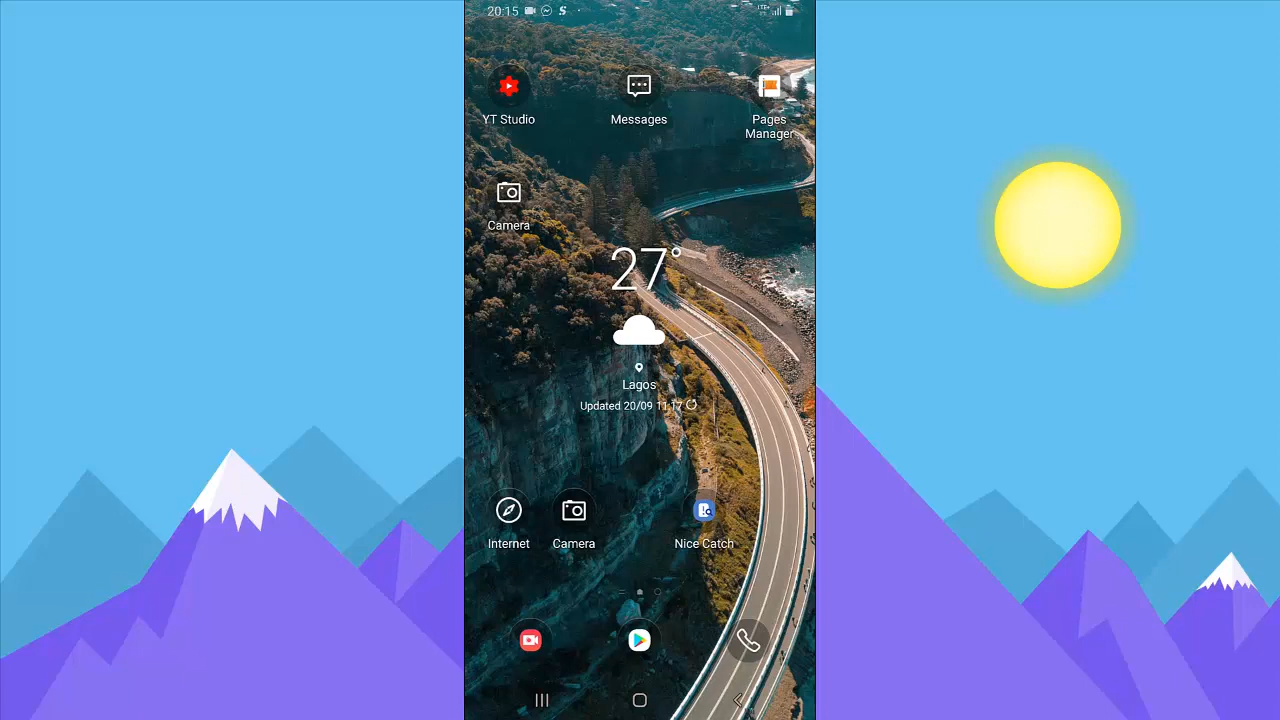 20:15
YT Studio
Messages
Pages
Manager
Camera
27°
Lagos
Updated 20/09 11:17
Internet
Camera
Nice Catch